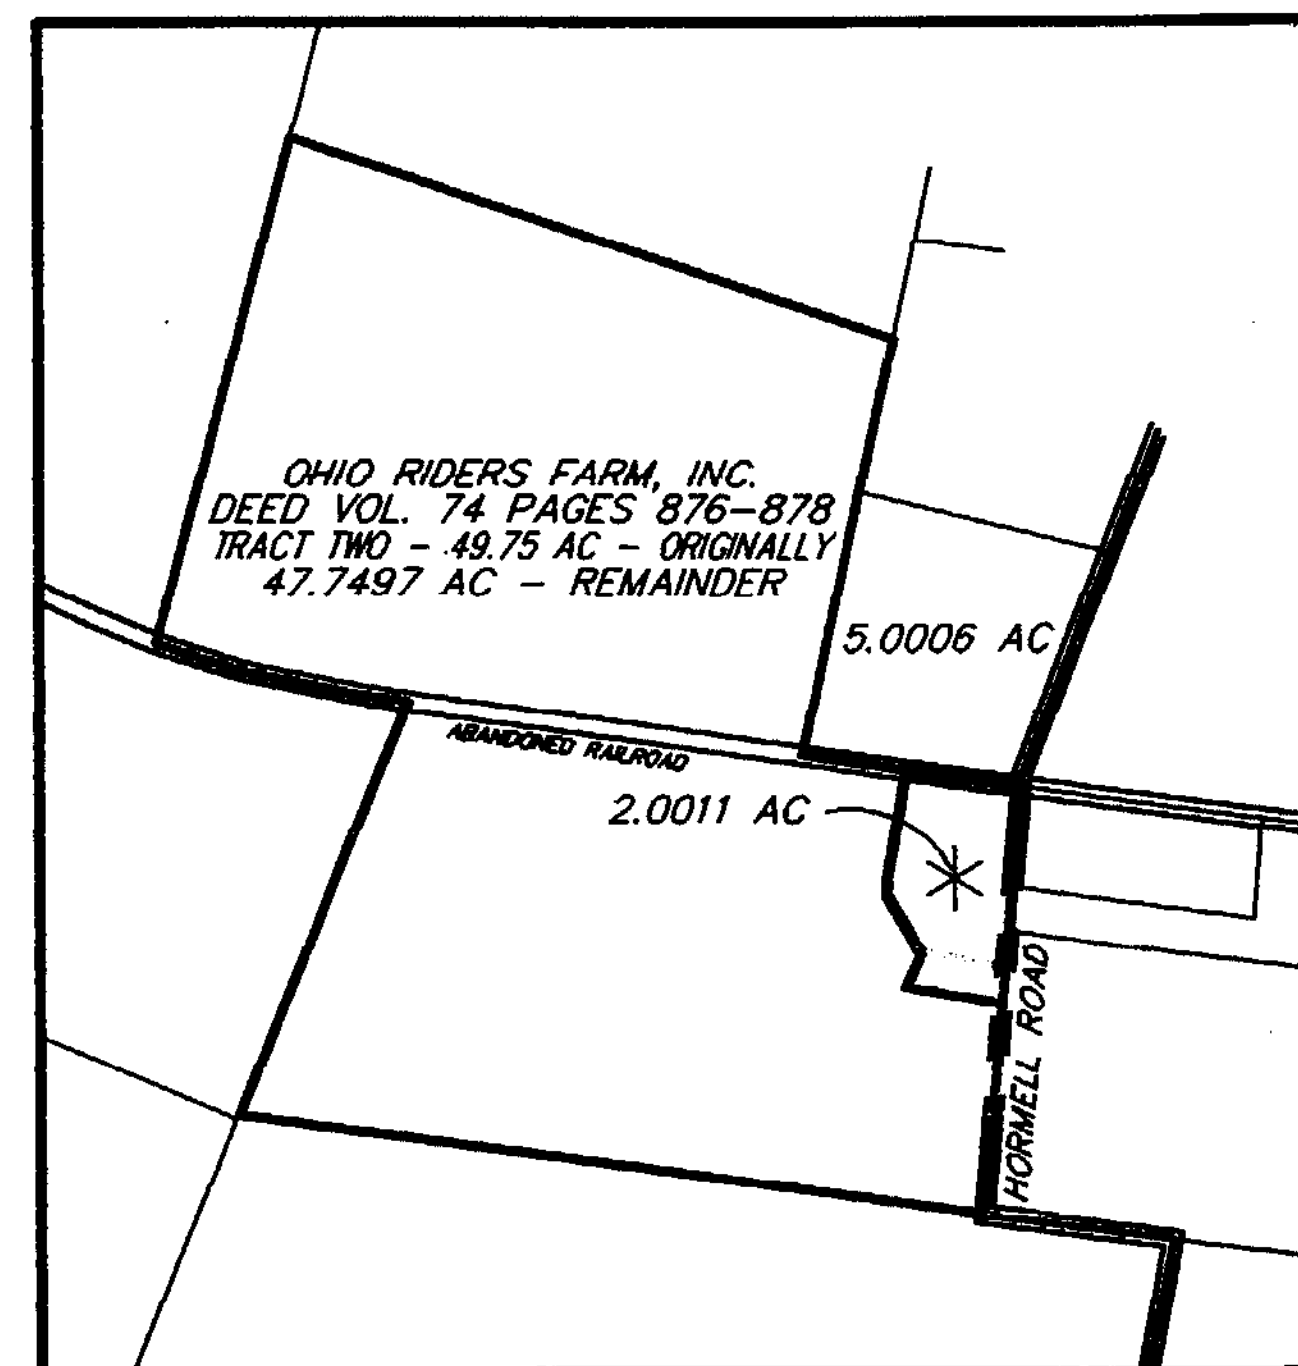 OHIO RIDERS FARM, INC.
DEED VOL. 74 PAGES 876-878
TRACT TWO - 49.75 AC - ORIGINALLY
47.7497 AC - REMAINDER
5.0006 AC
ABANDONED RAILROAD
2.0011 AC
HORMELL ROAD